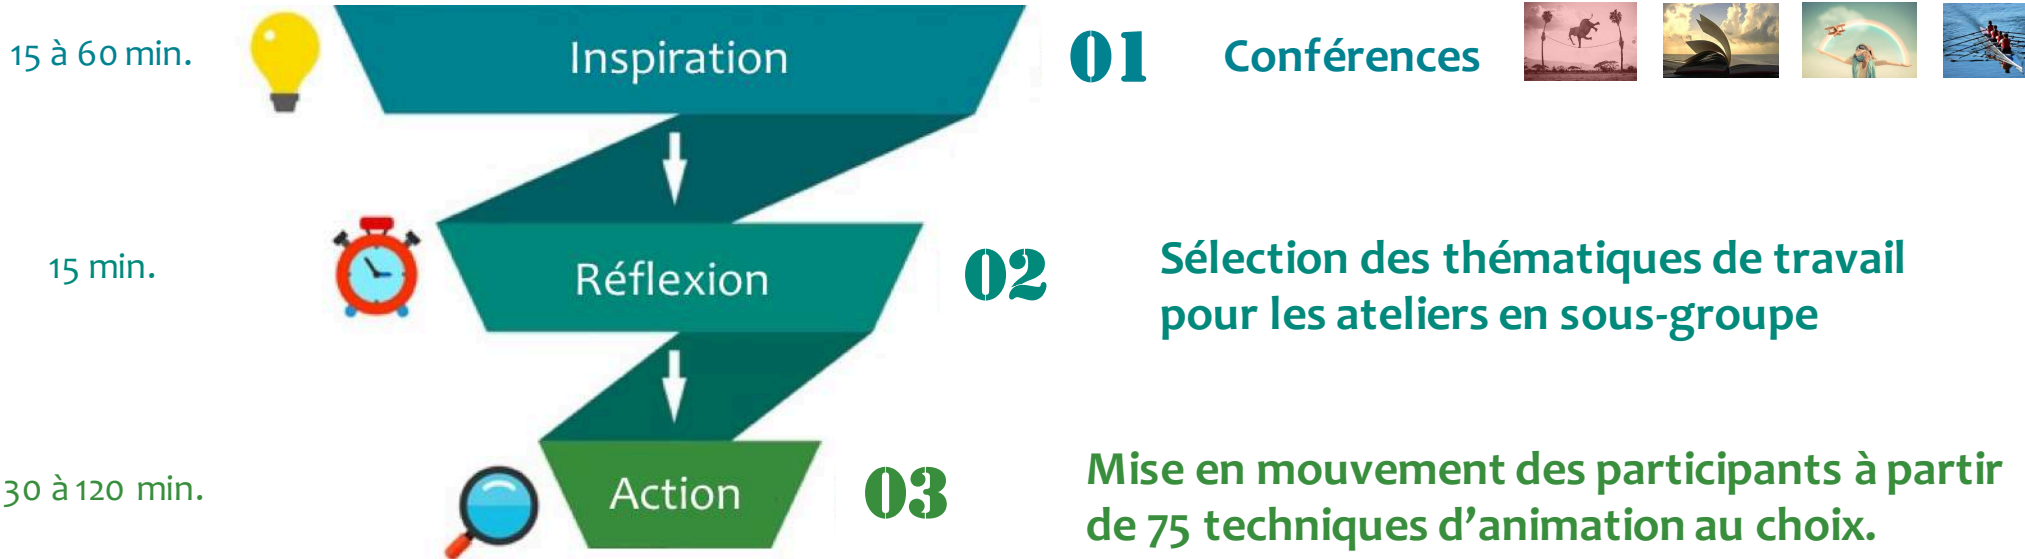 15 à 60 min.
Inspiration
01
Conférences
15 min.
Réflexion
02
Sélection des thématiques de travail
pour les ateliers en sous-groupe
30 à 120 min.
Action
03
Mise en mouvement des participants à partir
de 75 techniques d’animation au choix.